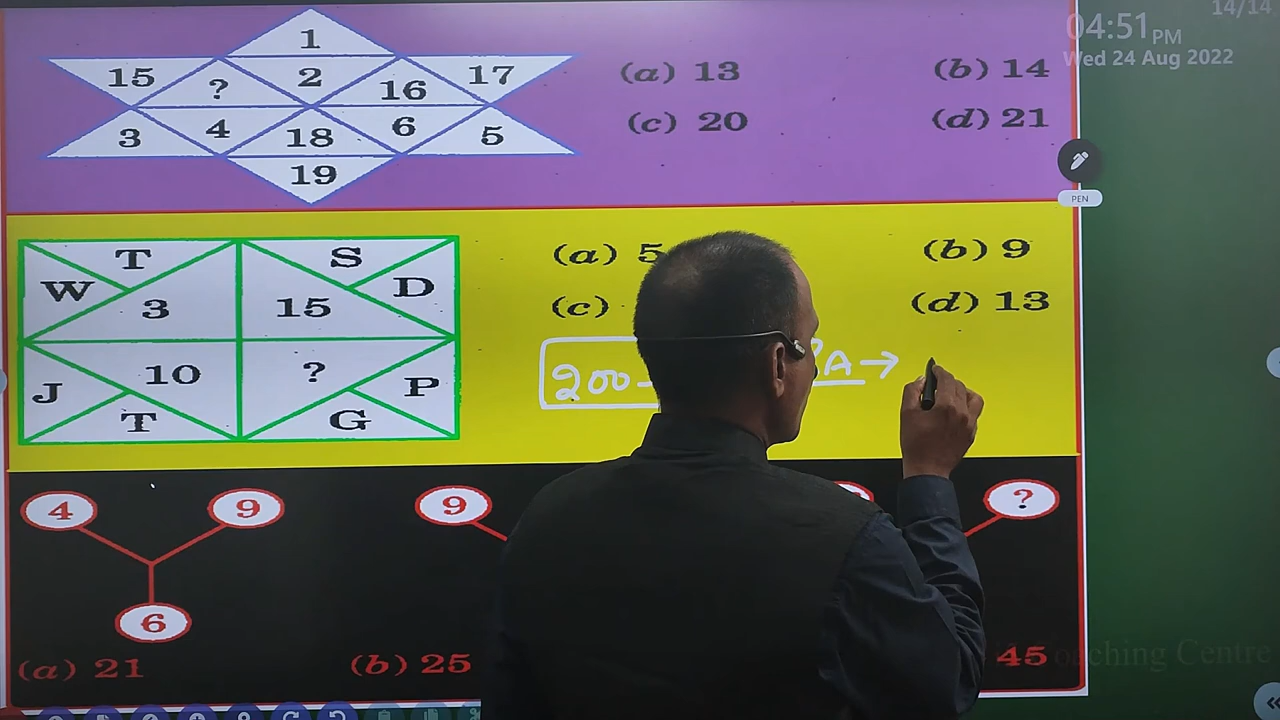 14/14
04:51 PM
Wed 24 Aug 2022
1
15 ? 2 16 17
3 4 18 6 5
19
(a) 13 (b) 14
(c) 20 (d) 21
PEN
T S
W D
3 15
10 ?
J P
T G
(a) 5 (b) 9
(c) (d) 13
200 A →
4 9 9 ?
6
(a) 21 (b) 25 45
Centre